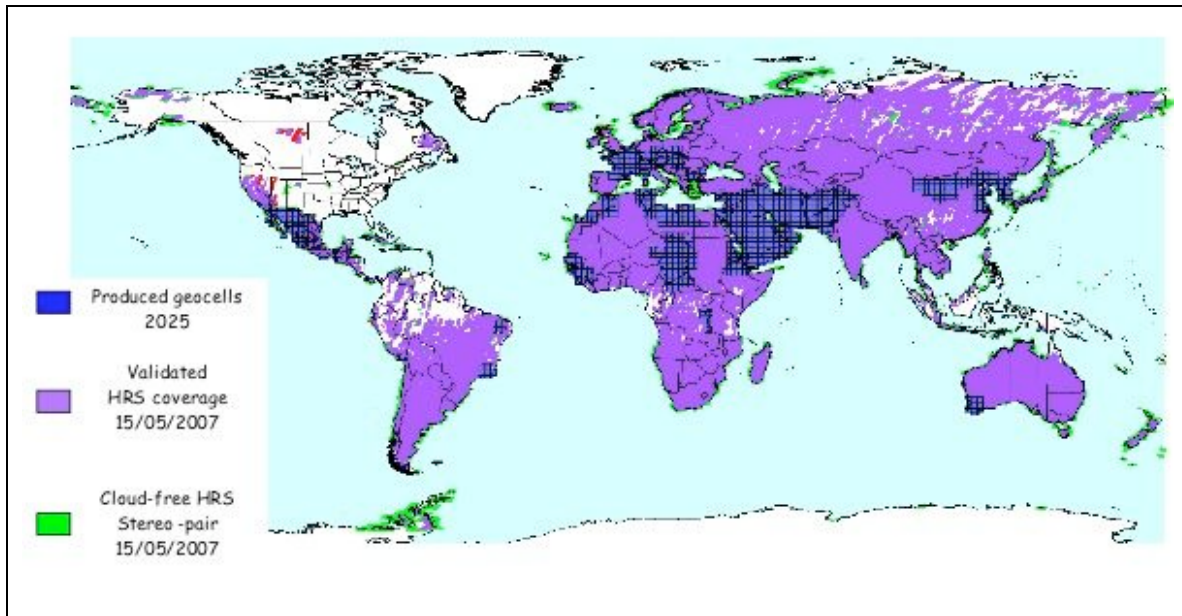 Produced geocells
2025
Validated
HRS coverage
15/05/2007
Cloud-free HRS
Stereo -pair
15/05/2007